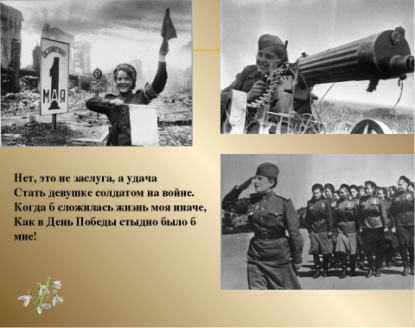 1
МАЯ
Нет, это не заслуга, а удача
Стать девушке солдатом на войне.
Когда б сложилась жизнь моя иначе,
Как в День Победы стыдно было б
мне!